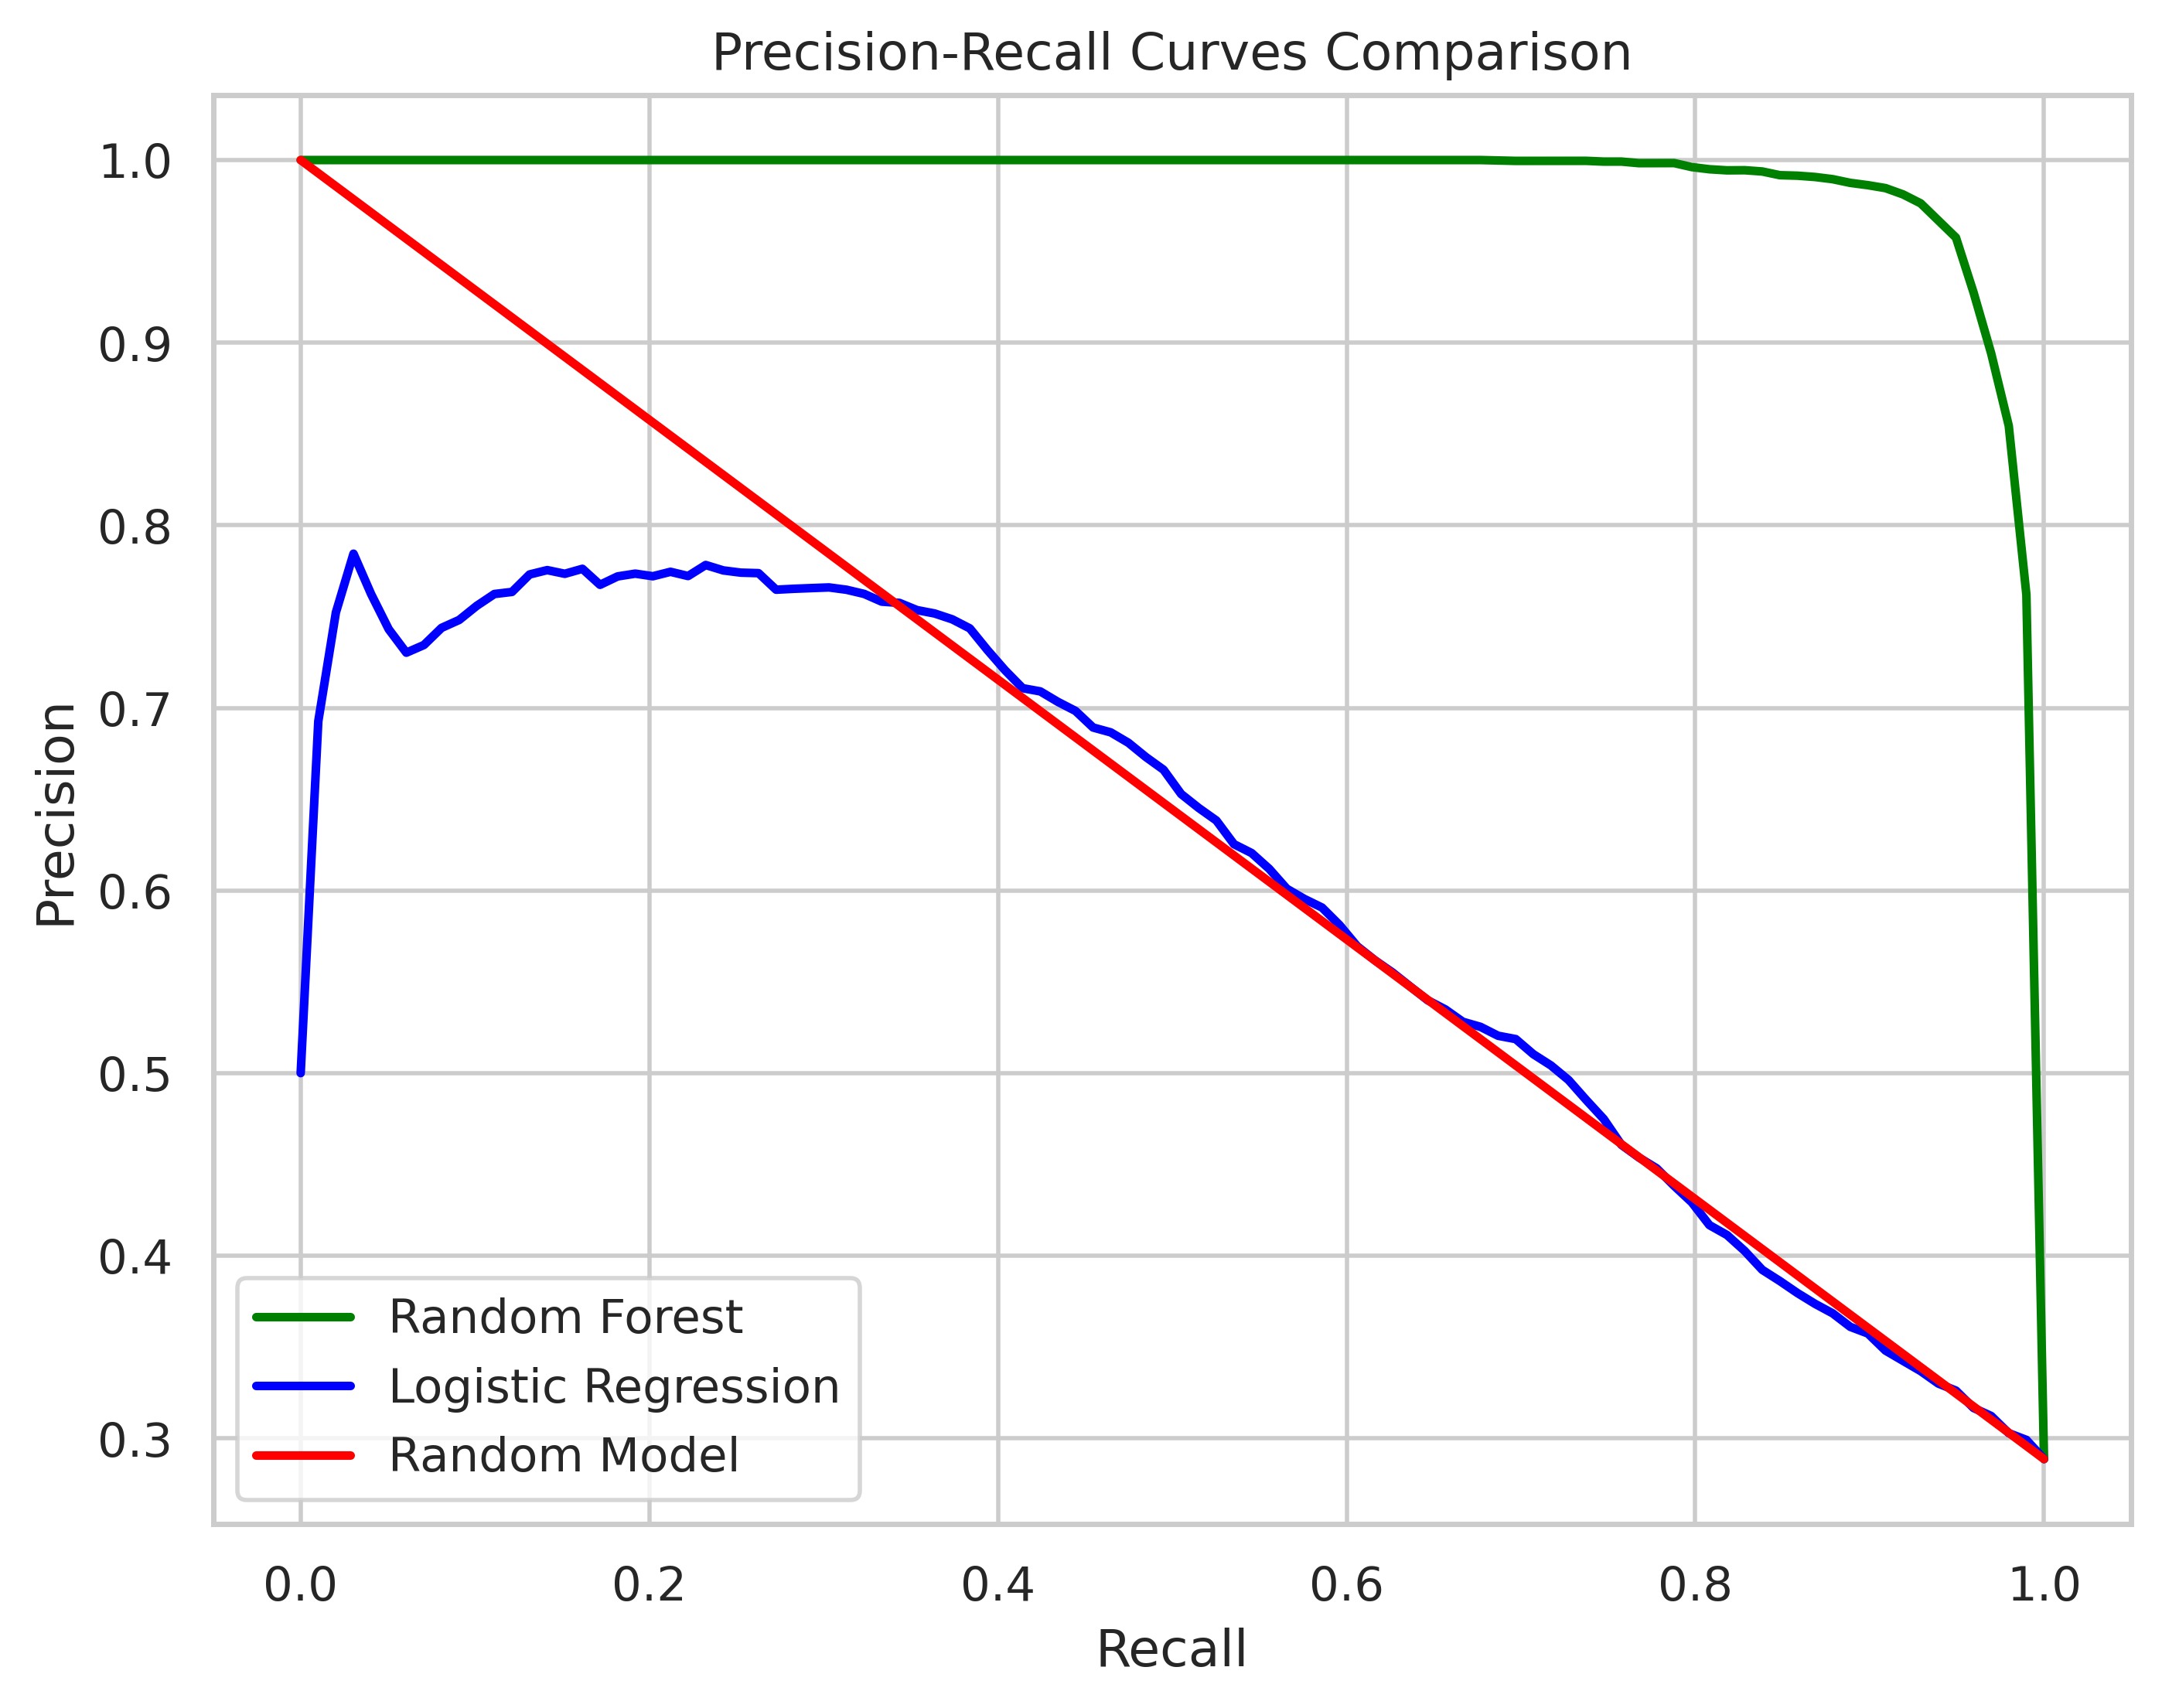 Precision-Recall Curves Comparison
1.0
0.9
0.8
0.7
0.6
0.5
0.4
0.3
Precision
Random Forest
Logistic Regression
Random Model
0.0 0.2 0.4 0.6 0.8 1.0
Recall